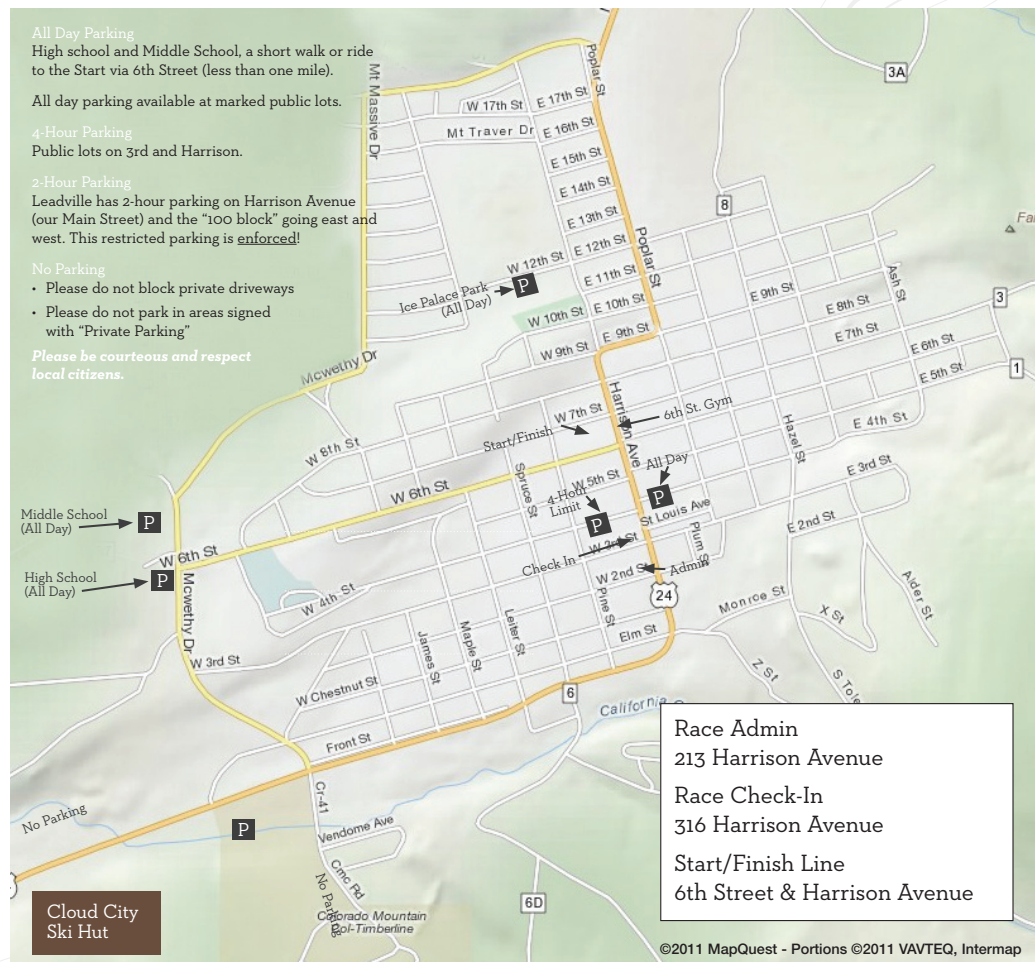 All Day Parking
High school and Middle School, a short walk or ride
to the Start via 6th Street (less than one mile).
All day parking available at marked public lots.
4-Hour Parking
Public lots on 3rd and Harrison.
2-Hour Parking
Leadville has 2-hour parking on Harrison Avenue
(our Main Street) and the “100 block” going east and
west. This restricted parking is enforced!
No Parking
• Please do not block private driveways
• Please do not park in areas signed
with “Private Parking”
Please be courteous and respect
local citizens.
Mt Massive Dr
Poplar St
3A
W 17th St
E 17th St
Mt Traver Dr
E 16th St
E 15th St
E 14th St
E 13th St
8
E 12th St
Poplar St
W 12th St
P
Ice Palace Park
(All Day)
E 11th St
E 10th St
W 10th St
E 9th St
W 9th St
E 9th St
Ash St
E 8th St
E 7th St
E 6th St
E 5th St
3
1
Mcwethy Dr
Harrison Ave
W 7th St
6th St. Gym
Start/Finish
W 8th St
E 4th St
Hazel St
E 3rd St
E 2nd St
All Day
P
W 6th St
Spruce St
W 5th St
4-Hour
Limit
P
St Louis Ave
Plum St
Middle School
(All Day)
P
W 3rd St
Check In
W 6th St
High School
(All Day)
P
Mcwethy Dr
W 2nd St
Admin
24
W 4th St
Pine St
Monroe St
Alder St
X St
Leiter St
Maple St
James St
Elm St
W 3rd St
Z St
W Chestnut St
6
California
Front St
No Parking
P
Cr-41
Vendome Ave
Cmc Rd
No Parking
Colorado Mountain
Col-Timberline
6D
Cloud City
Ski Hut
Race Admin
213 Harrison Avenue
Race Check-In
316 Harrison Avenue
Start/Finish Line
6th Street & Harrison Avenue
©2011 MapQuest - Portions ©2011 VAVTEQ, Intermap